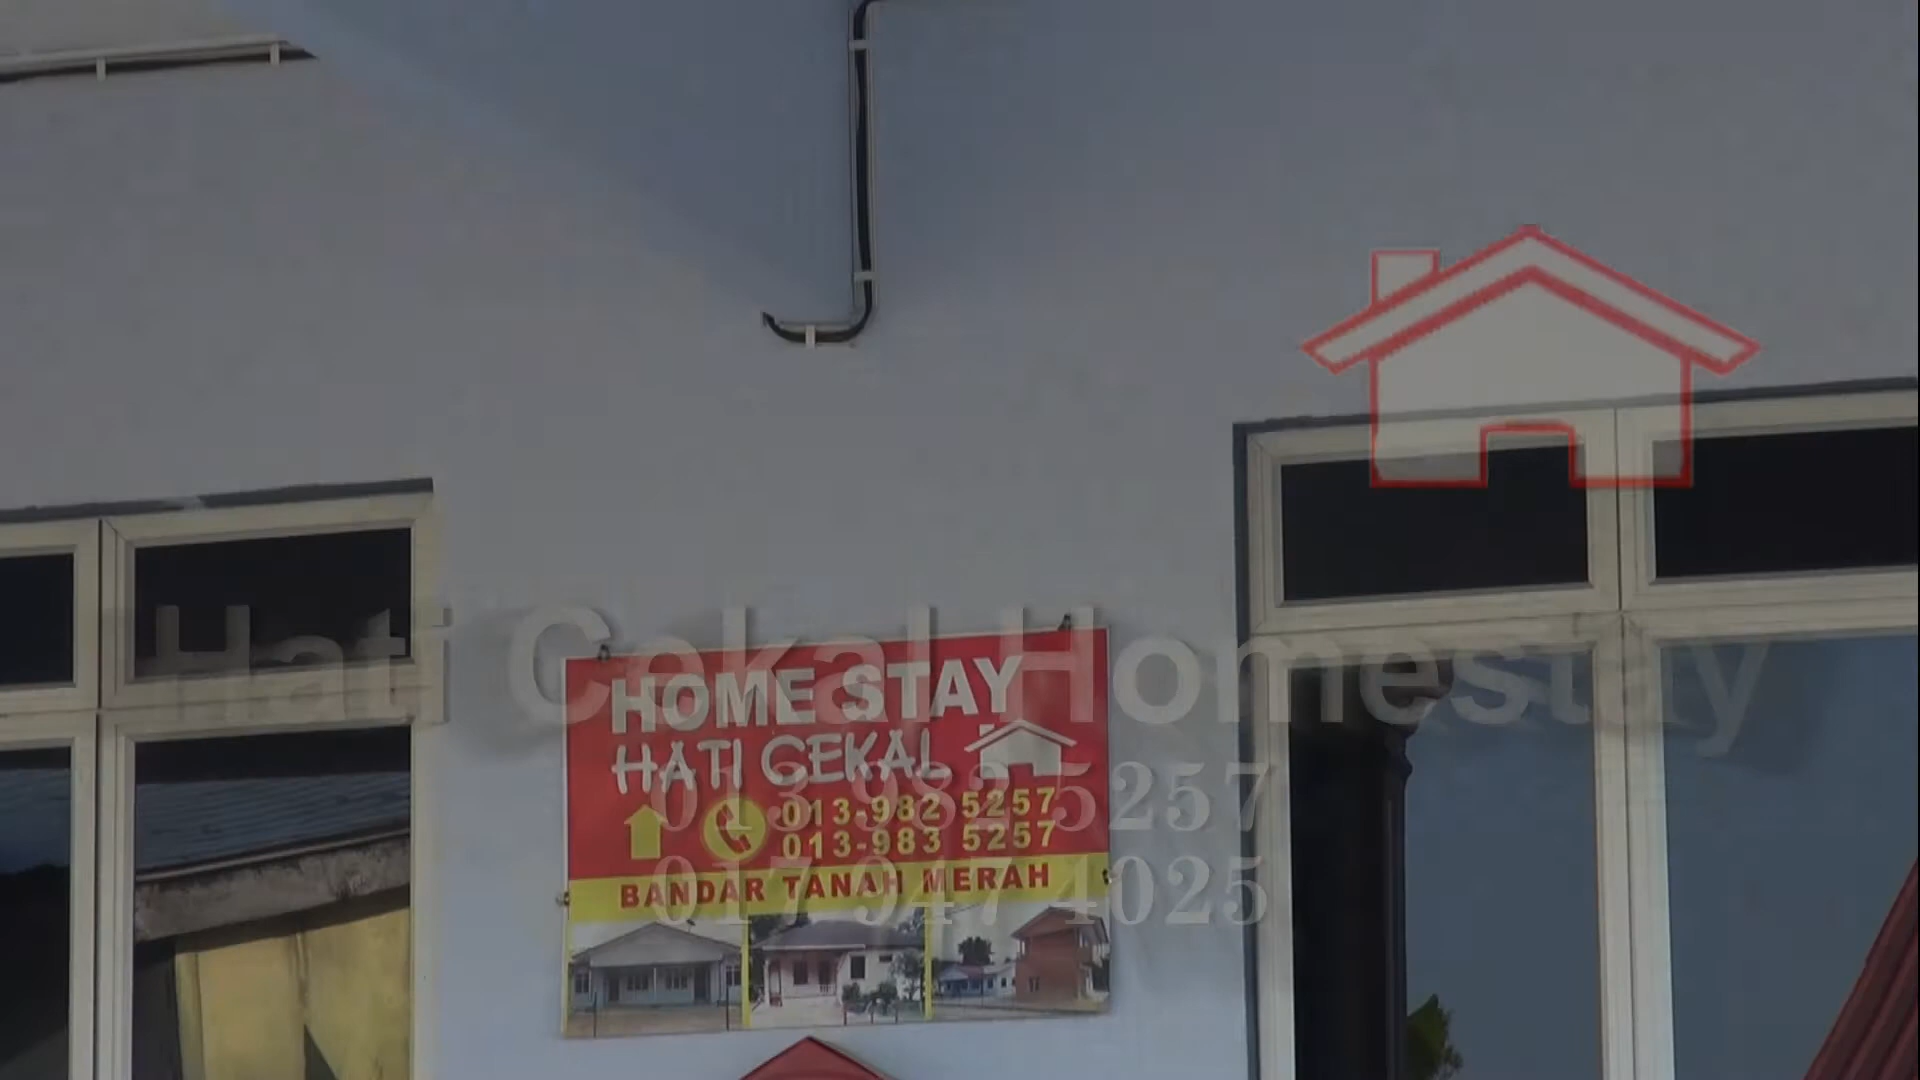 Hati Cekal Homestay
HOME STAY
HATI CEKAL
013 982 5257
013-982 5257
013-983 5257
017 947 4025
BANDAR TANAH MERAH